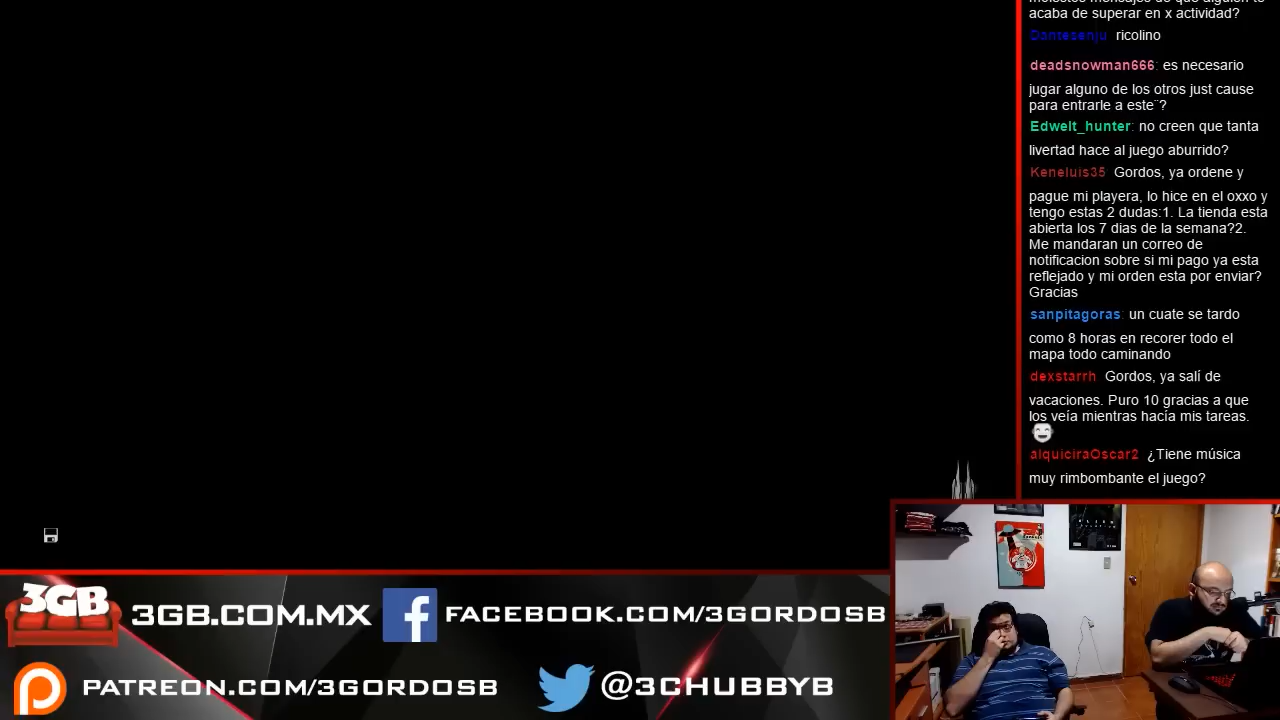 molestos mensajes de que alguien te
acaba de superar en x actividad?
Dantesenju ricolino
deadsnowman666: es necesario
jugar alguno de los otros just cause
para entrarle a este¨?
Edwelt_hunter: no creen que tanta
livertad hace al juego aburrido?
Keneluis35 Gordos, ya ordene y
pague mi playera, lo hice en el oxxo y
tengo estas 2 dudas:1. La tienda esta
abierta los 7 dias de la semana?2.
Me mandaran un correo de
notificacion sobre si mi pago ya esta
reflejado y mi orden esta por enviar?
Gracias
sanpitagoras: un cuate se tardo
como 8 horas en recorer todo el
mapa todo caminando
dexstarrh Gordos, ya salí de
vacaciones. Puro 10 gracias a que
los veía mientras hacía mis tareas.
alquiciraOscar2 ¿Tiene música
muy rimbombante el juego?
3GB 3GB.COM.MX f FACEBOOK.COM/3GORDOSB
PATREON.COM/3GORDOSB @3CHUBBYB